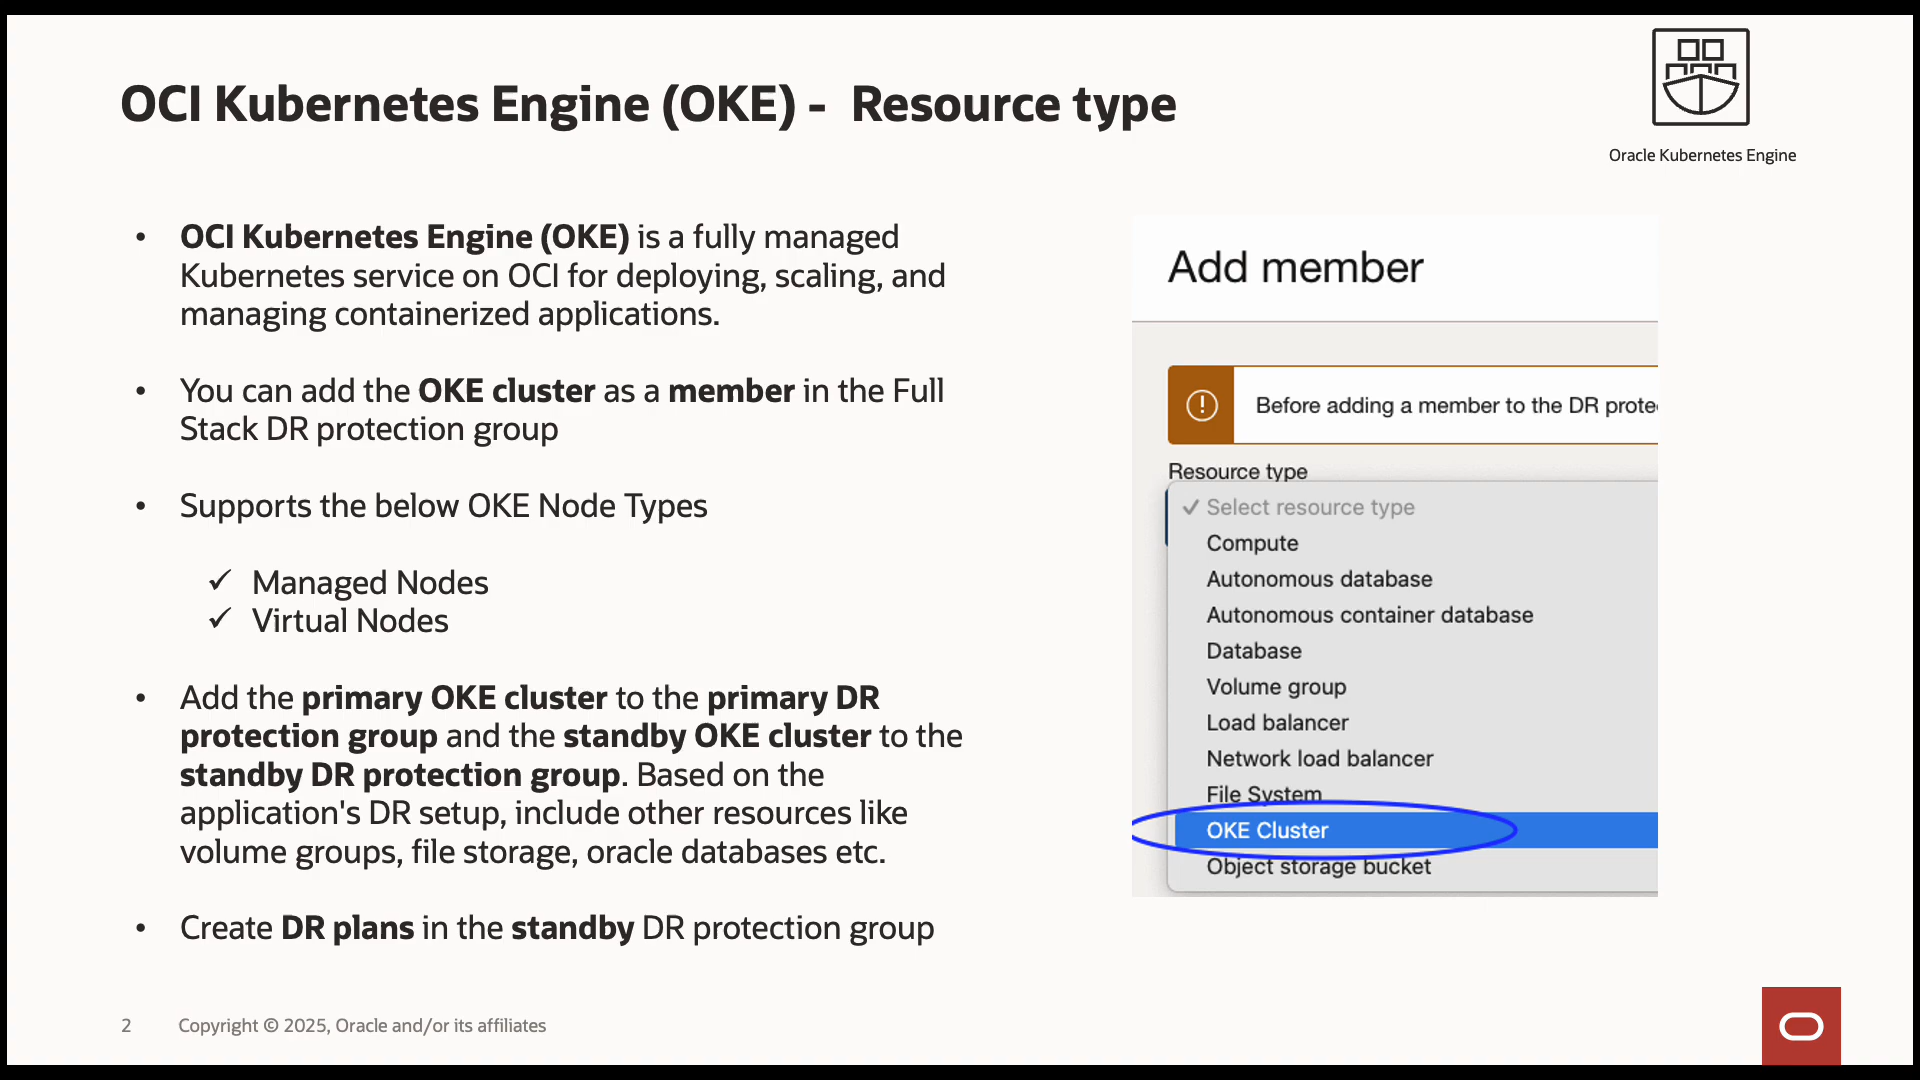 OCI Kubernetes Engine (OKE) - Resource type
Oracle Kubernetes Engine
• OCI Kubernetes Engine (OKE) is a fully managed
Kubernetes service on OCI for deploying, scaling, and
managing containerized applications.
• You can add the OKE cluster as a member in the Full
Stack DR protection group
• Supports the below OKE Node Types
✓ Managed Nodes
✓ Virtual Nodes
• Add the primary OKE cluster to the primary DR
protection group and the standby OKE cluster to the
standby DR protection group. Based on the
application's DR setup, include other resources like
volume groups, file storage, oracle databases etc.
• Create DR plans in the standby DR protection group
Add member
Before adding a member to the DR prote
Resource type
✓ Select resource type
Compute
Autonomous database
Autonomous container database
Database
Volume group
Load balancer
Network load balancer
File System
OKE Cluster
Object storage bucket
2 Copyright © 2025, Oracle and/or its affiliates